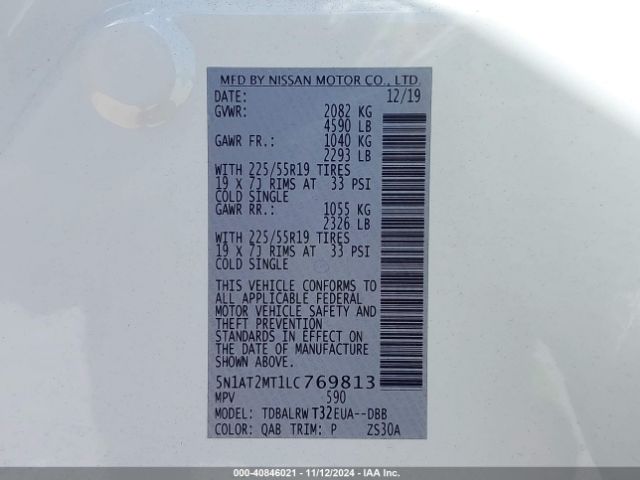 MFD BY NISSAN MOTOR CO., LTD.
DATE: 12/19
GVWR: 2082 KG
4590 LB
GAWR FR.: 1040 KG
2293 LB
WITH 225/55R19 TIRES
19 X 7J RIMS AT 33 PSI
COLD SINGLE
GAWR RR.: 1055 KG
2326 LB
WITH 225/55R19 TIRES
19 X 7J RIMS AT 33 PSI
COLD SINGLE
THIS VEHICLE CONFORMS TO
ALL APPLICABLE FEDERAL
MOTOR VEHICLE SAFETY AND
THEFT PREVENTION
STANDARDS IN EFFECT ON
THE DATE OF MANUFACTURE
SHOWN ABOVE.
5N1AT2MT1LC769813
MPV 590
MODEL: TDBALRWT32EUA--DBB
COLOR: QAB TRIM: P ZS30A
000-40846021 - 11/12/2024 - IAA Inc.